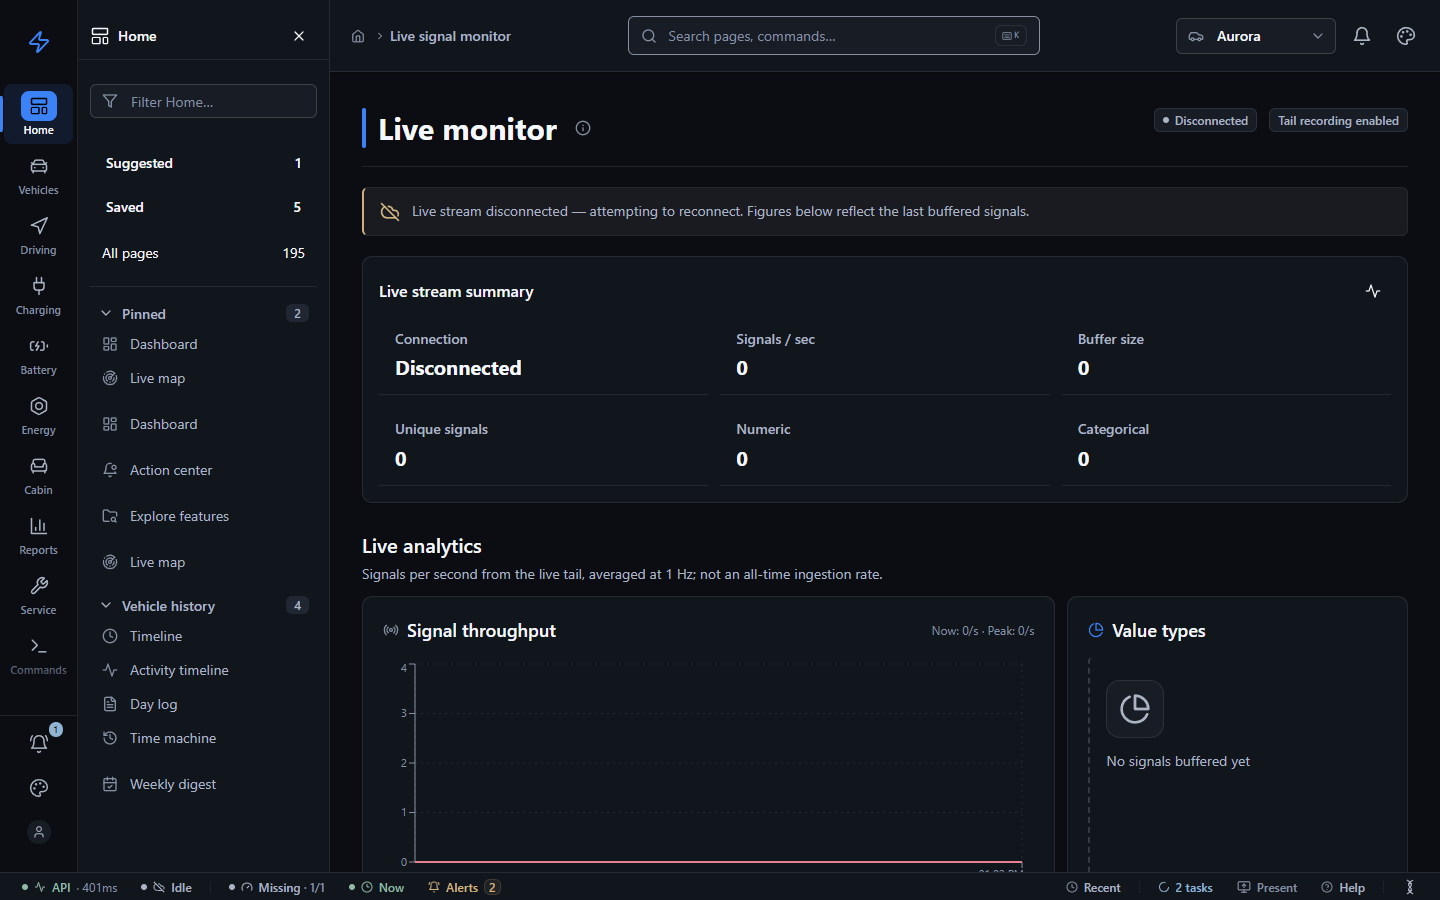 Home
Vehicles
Driving
Charging
Battery
Energy
Cabin
Reports
Service
Commands
1
Home
Filter Home...
Suggested 1
Saved 5
All pages 195
Pinned 2
Dashboard
Live map
Dashboard
Action center
Explore features
Live map
Vehicle history 4
Timeline
Activity timeline
Day log
Time machine
Weekly digest
Live signal monitor
Search pages, commands... K
Aurora
Live monitor
Disconnected
Tail recording enabled
Live stream disconnected — attempting to reconnect. Figures below reflect the last buffered signals.
Live stream summary
Connection
Disconnected
Signals / sec
0
Buffer size
0
Unique signals
0
Numeric
0
Categorical
0
Live analytics
Signals per second from the live tail, averaged at 1 Hz; not an all-time ingestion rate.
Signal throughput
Now: 0/s · Peak: 0/s
4
3
2
1
0
Value types
No signals buffered yet
API · 401ms
Idle
Missing · 1/1
Now
Alerts 2
Recent
2 tasks
Present
Help